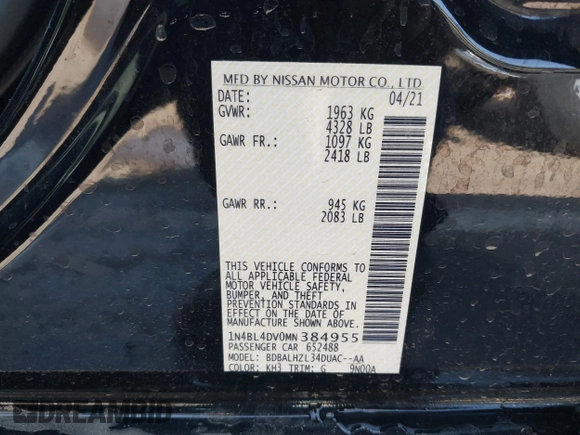 MFD BY NISSAN MOTOR CO., LTD
DATE: 04/21
GVWR: 1963 KG
4328 LB
GAWR FR.: 1097 KG
2418 LB
GAWR RR.: 945 KG
2083 LB
THIS VEHICLE CONFORMS TO
ALL APPLICABLE FEDERAL
MOTOR VEHICLE SAFETY,
BUMPER, AND THEFT
PREVENTION STANDARDS IN
EFFECT ON THE DATE OF
MANUFACTURE SHOWN ABOVE.
1N4BL4DV0MN384955
PASSENGER CAR 652488
MODEL: BDBALHZL34DUAC--AA
COLOR: KH3 TRIM: G 9N00A
DREAMBID